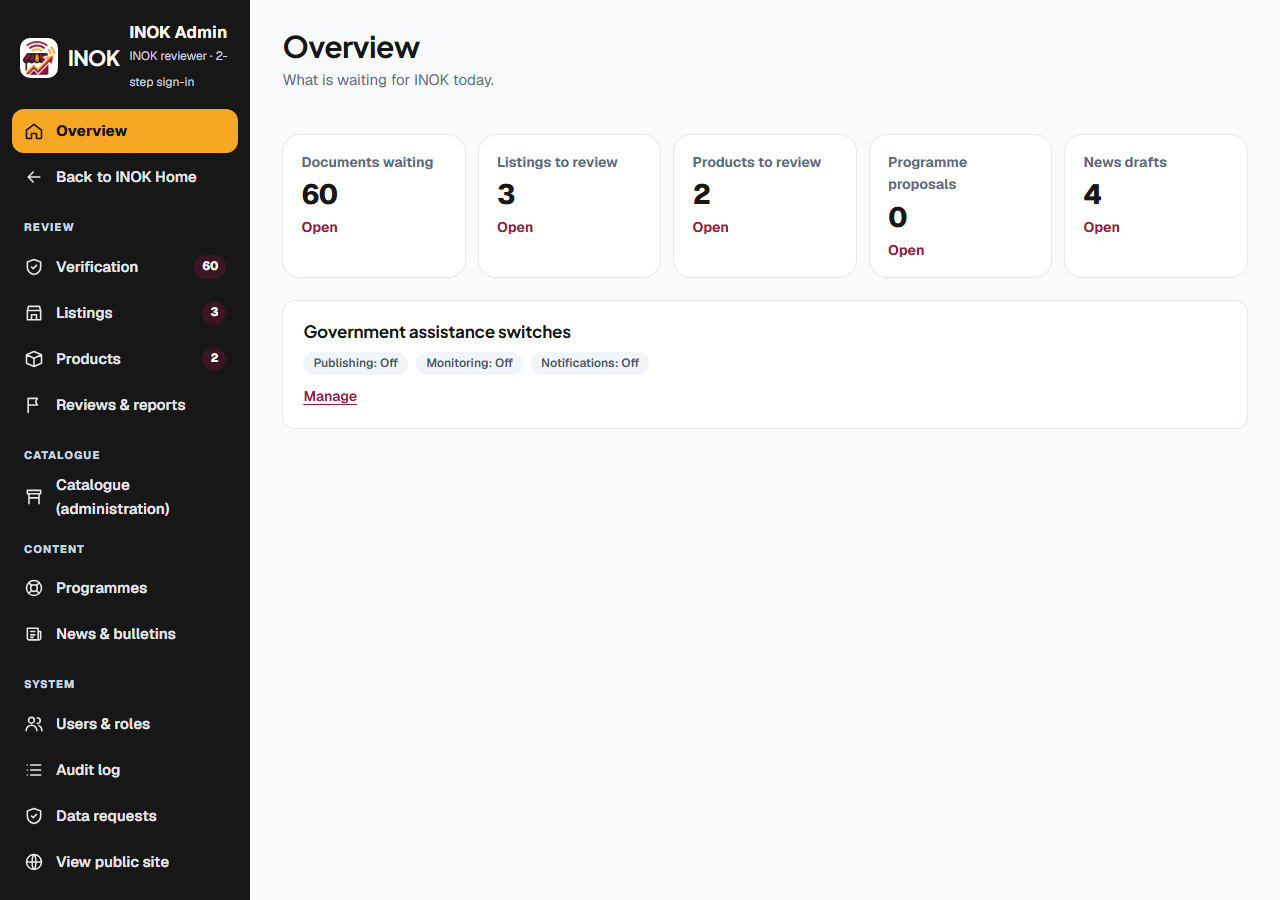 INOK
INOK Admin
INOK reviewer · 2-
step sign-in
Overview
Back to INOK Home
REVIEW
Verification 60
Listings 3
Products 2
Reviews & reports
CATALOGUE
Catalogue
(administration)
CONTENT
Programmes
News & bulletins
SYSTEM
Users & roles
Audit log
Data requests
View public site
Overview
What is waiting for INOK today.
Documents waiting
60
Open
Listings to review
3
Open
Products to review
2
Open
Programme
proposals
0
Open
News drafts
4
Open
Government assistance switches
Publishing: Off Monitoring: Off Notifications: Off
Manage